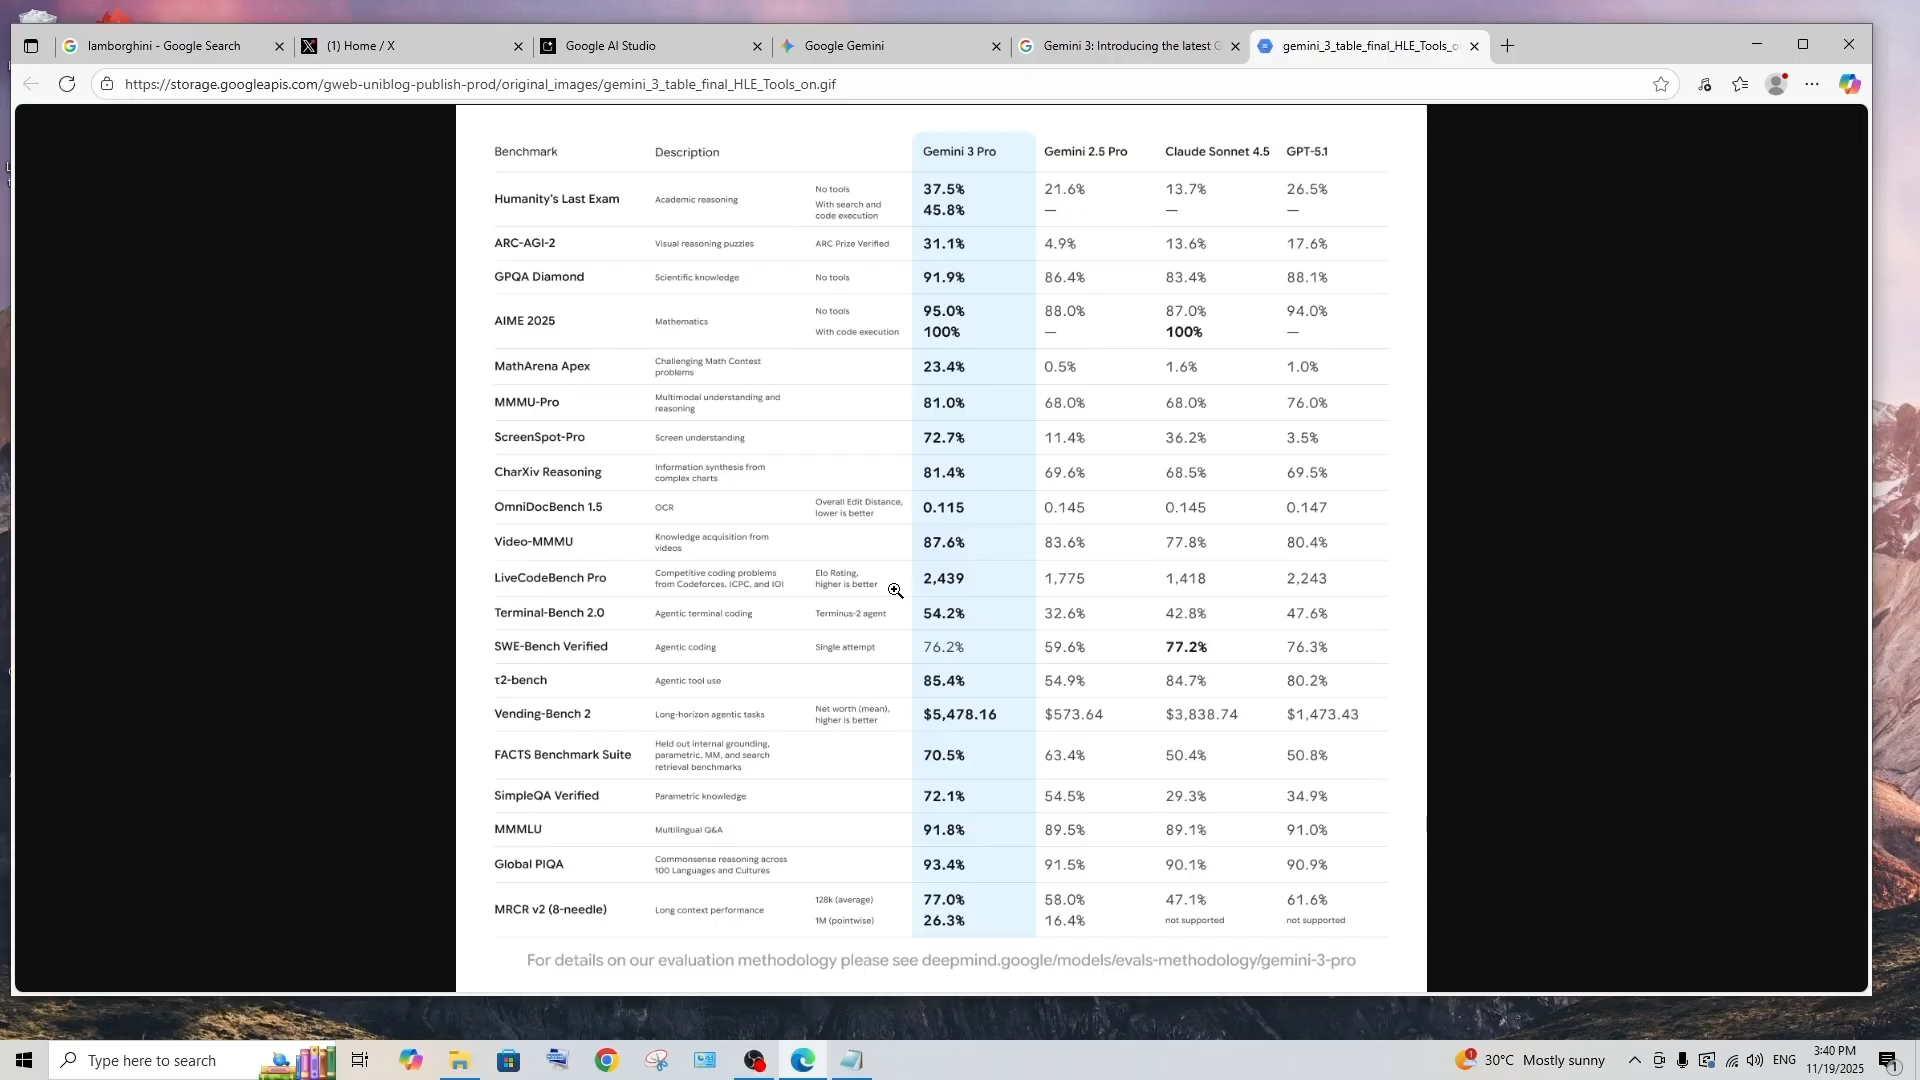 lamborghini - Google Search
(1) Home / X
Google AI Studio
Google Gemini
Gemini 3: Introducing the latest G
gemini_3_table_final_HLE_Tools_o
https://storage.googleapis.com/gweb-uniblog-publish-prod/original_images/gemini_3_table_final_HLE_Tools_on.gif
Benchmark Description Gemini 3 Pro Gemini 2.5 Pro Claude Sonnet 4.5 GPT-5.1
Humanity's Last Exam Academic reasoning No tools 37.5% 21.6% 13.7% 26.5%
With search and code execution 45.8% — — —
ARC-AGI-2 Visual reasoning puzzles ARC Prize Verified 31.1% 4.9% 13.6% 17.6%
GPQA Diamond Scientific knowledge No tools 91.9% 86.4% 83.4% 88.1%
AIME 2025 Mathematics No tools 95.0% 88.0% 87.0% 94.0%
With code execution 100% — 100% —
MathArena Apex Challenging Math Contest problems 23.4% 0.5% 1.6% 1.0%
MMMU-Pro Multimodal understanding and reasoning 81.0% 68.0% 68.0% 76.0%
ScreenSpot-Pro Screen understanding 72.7% 11.4% 36.2% 3.5%
CharXiv Reasoning Information synthesis from complex charts 81.4% 69.6% 68.5% 69.5%
OmniDocBench 1.5 OCR Overall Edit Distance, lower is better 0.115 0.145 0.145 0.147
Video-MMMU Knowledge acquisition from videos 87.6% 83.6% 77.8% 80.4%
LiveCodeBench Pro Competitive coding problems from Codeforces, ICPC, and IOI Elo Rating, higher is better 2,439 1,775 1,418 2,243
Terminal-Bench 2.0 Agentic terminal coding Terminus-2 agent 54.2% 32.6% 42.8% 47.6%
SWE-Bench Verified Agentic coding Single attempt 76.2% 59.6% 77.2% 76.3%
τ2-bench Agentic tool use 85.4% 54.9% 84.7% 80.2%
Vending-Bench 2 Long-horizon agentic tasks Net worth (mean), higher is better $5,478.16 $573.64 $3,838.74 $1,473.43
FACTS Benchmark Suite Held out internal grounding, parametric, MM, and search retrieval benchmarks 70.5% 63.4% 50.4% 50.8%
SimpleQA Verified Parametric knowledge 72.1% 54.5% 29.3% 34.9%
MMMLU Multilingual Q&A 91.8% 89.5% 89.1% 91.0%
Global PIQA Commonsense reasoning across 100 Languages and Cultures 93.4% 91.5% 90.1% 90.9%
MRCR v2 (8-needle) Long context performance 128k (average) 77.0% 58.0% 47.1% 61.6%
1M (pointwise) 26.3% 16.4% not supported not supported
For details on our evaluation methodology please see deepmind.google/models/evals-methodology/gemini-3-pro
Type here to search
30°C Mostly sunny
ENG
3:40 PM
11/19/2025